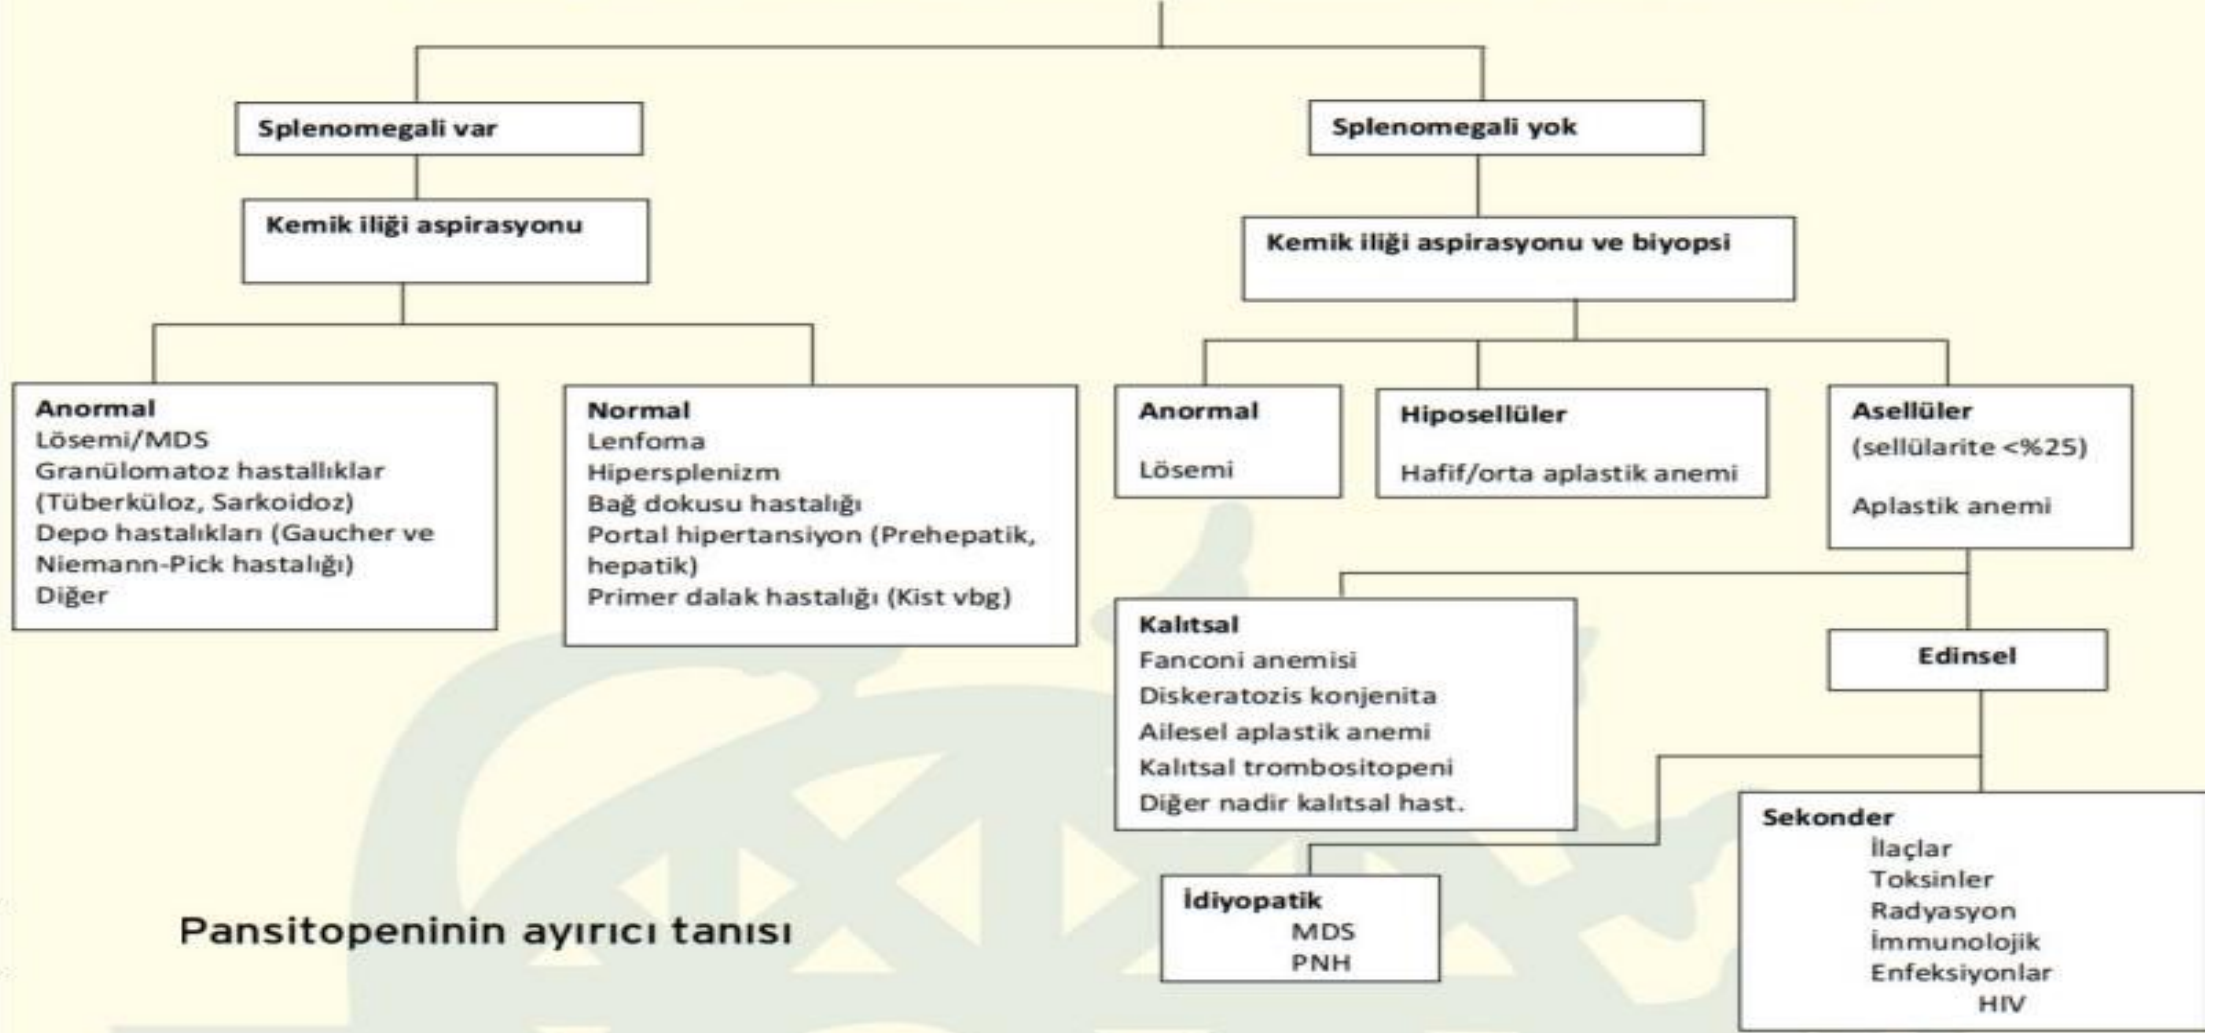 Splenomegali var
Kemik iliği aspirasyonu
Anormal
Lösemi/MDS
Granülomatoz hastallıklar
(Tüberküloz, Sarkoidoz)
Depo hastalıkları (Gaucher ve
Niemann-Pick hastalığı)
Diğer
Normal
Lenfoma
Hipersplenizm
Bağ dokusu hastalığı
Portal hipertansiyon (Prehepatik,
hepatik)
Primer dalak hastalığı (Kist vbg)
Splenomegali yok
Kemik iliği aspirasyonu ve biyopsi
Anormal
Lösemi
Hiposellüler
Hafif/orta aplastik anemi
Asellüler
(sellülarite <%25)
Aplastik anemi
Kalıtsal
Fanconi anemisi
Diskeratozis konjenita
Ailesel aplastik anemi
Kalıtsal trombositopeni
Diğer nadir kalıtsal hast.
Edinsel
İdiyopatik
MDS
PNH
Sekonder
İlaçlar
Toksinler
Radyasyon
İmmunolojik
Enfeksiyonlar
HIV
Pansitopeninin ayırıcı tanısı